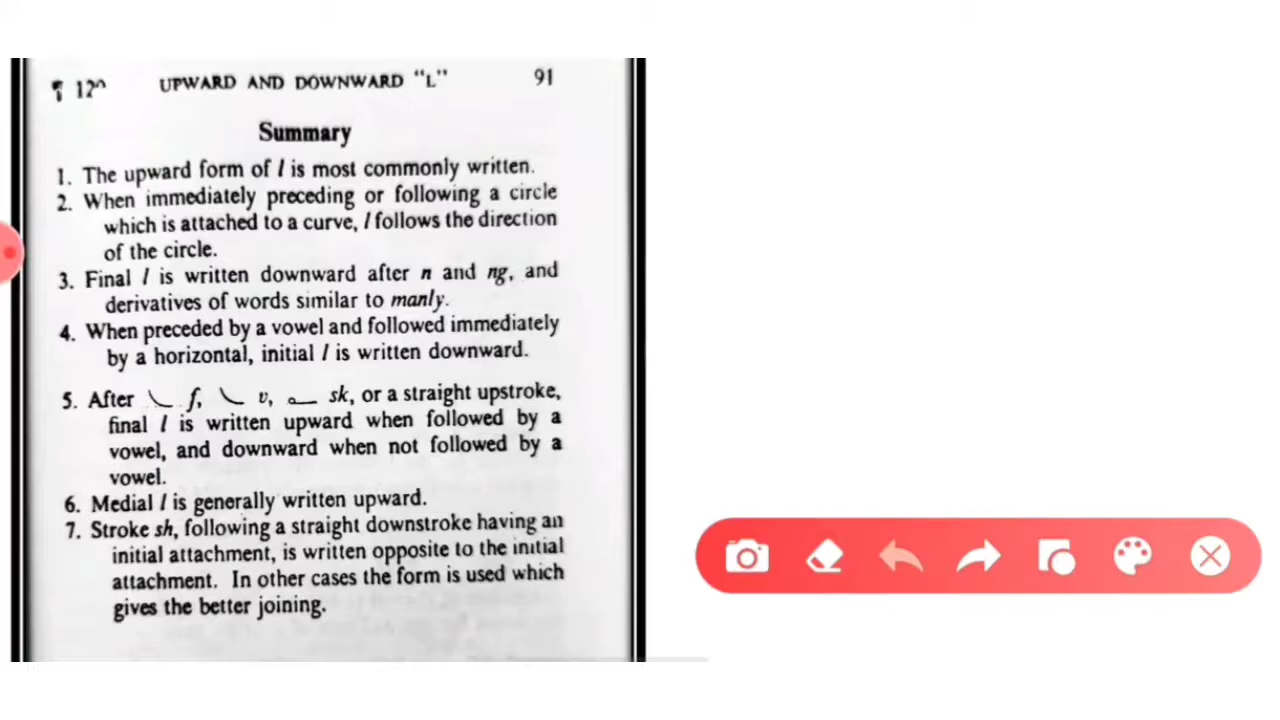 ¶ 120 UPWARD AND DOWNWARD "L" 91
Summary
1. The upward form of l is most commonly written.
2. When immediately preceding or following a circle
which is attached to a curve, l follows the direction
of the circle.
3. Final l is written downward after n and ng, and
derivatives of words similar to manly.
4. When preceded by a vowel and followed immediately
by a horizontal, initial l is written downward.
5. After f, v, sk, or a straight upstroke,
final l is written upward when followed by a
vowel, and downward when not followed by a
vowel.
6. Medial l is generally written upward.
7. Stroke sh, following a straight downstroke having an
initial attachment, is written opposite to the initial
attachment. In other cases the form is used which
gives the better joining.